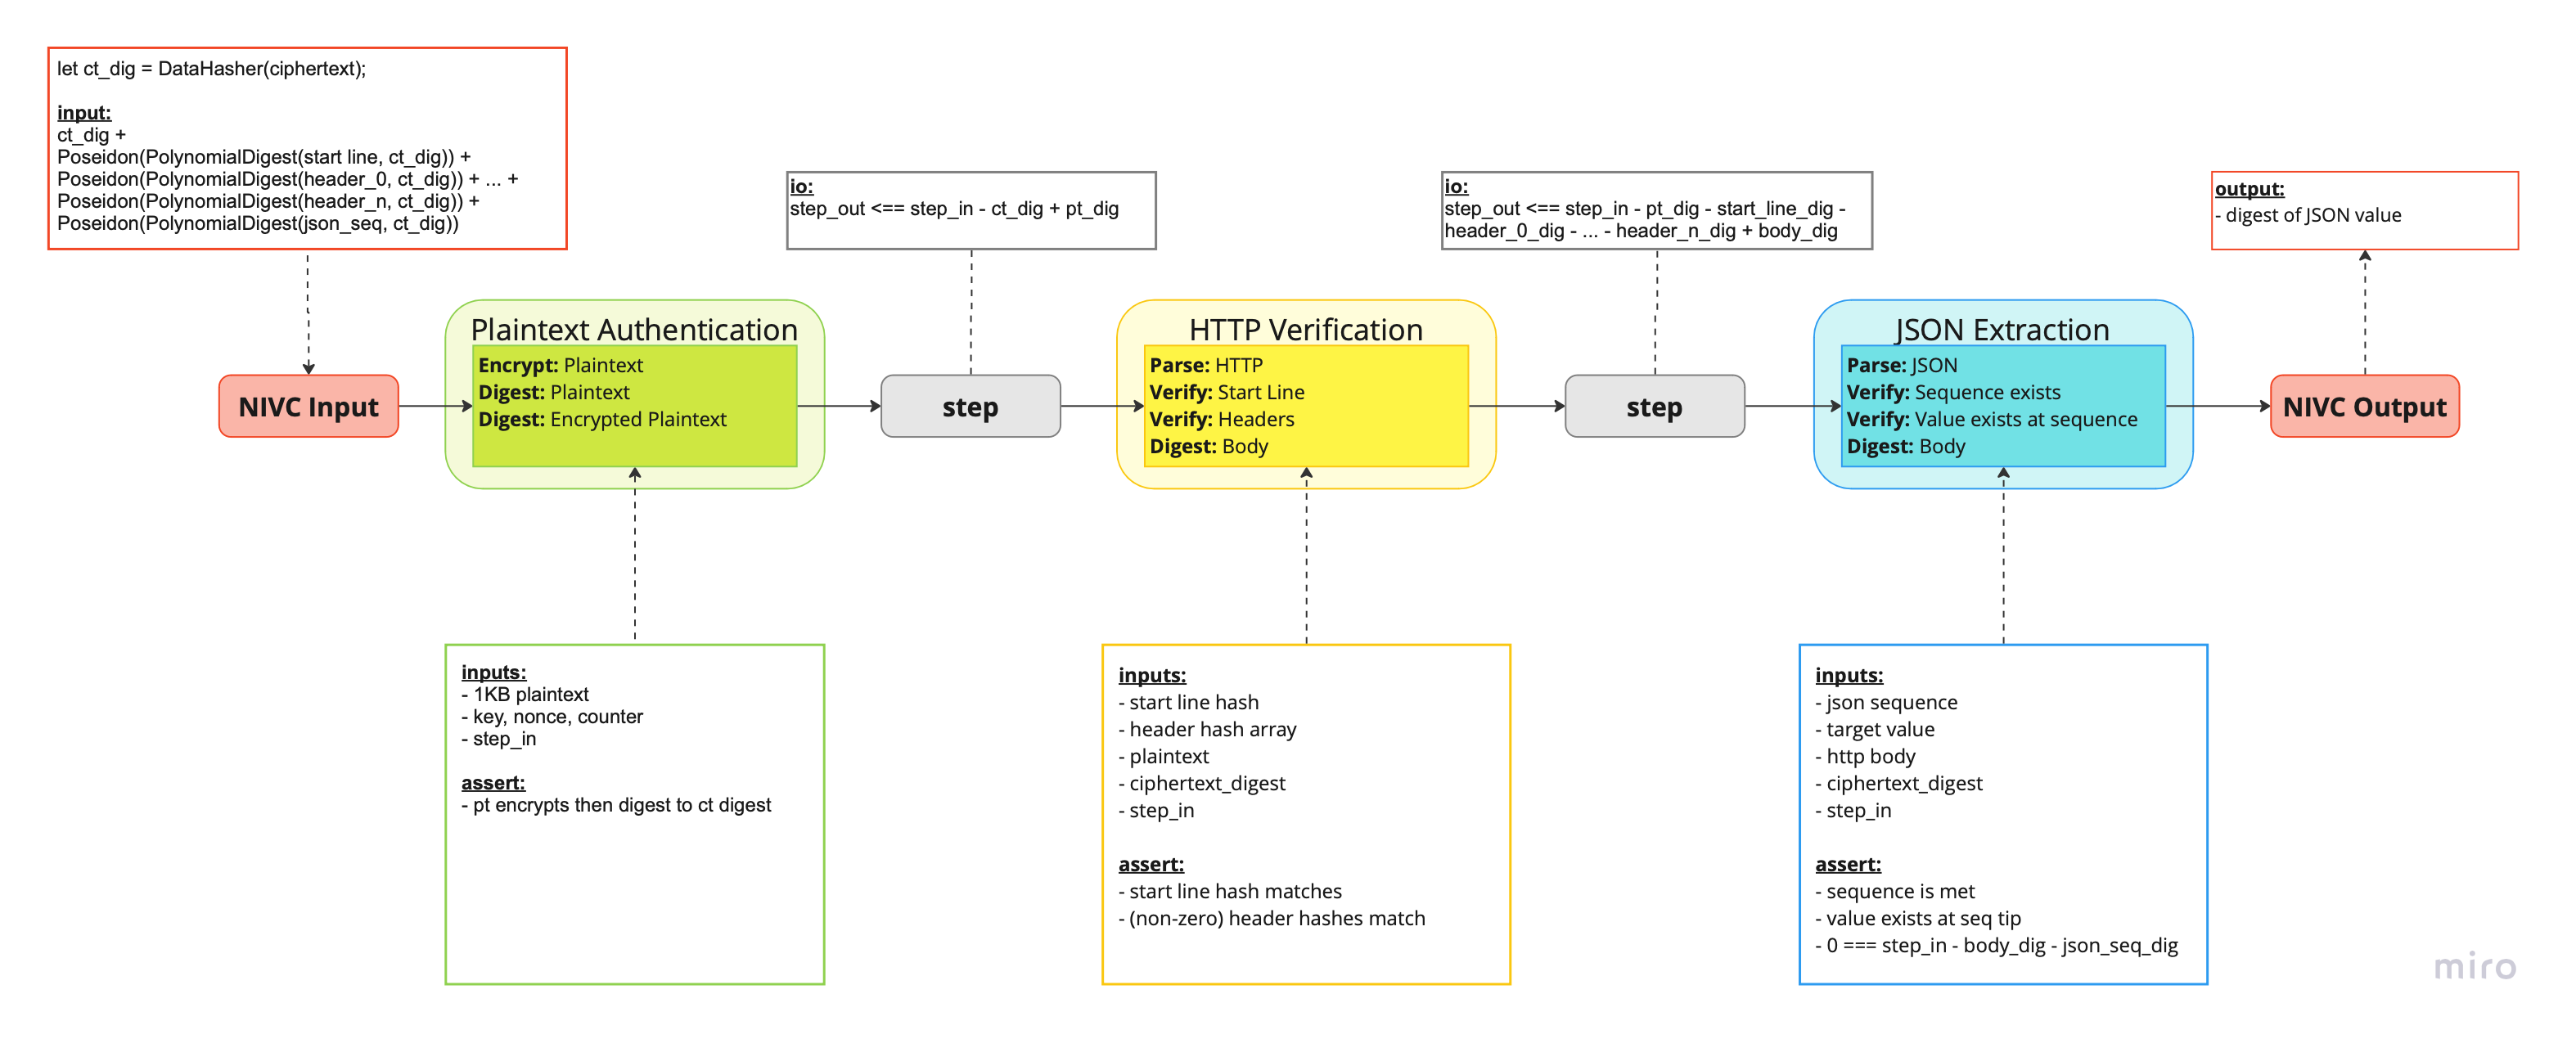 let ct_dig = DataHasher(ciphertext);
input:
ct_dig +
Poseidon(PolynomialDigest(start line, ct_dig)) +
Poseidon(PolynomialDigest(header_0, ct_dig)) + ... +
Poseidon(PolynomialDigest(header_n, ct_dig)) +
Poseidon(PolynomialDigest(json_seq, ct_dig))
io:
step_out <== step_in - ct_dig + pt_dig
io:
step_out <== step_in - pt_dig - start_line_dig -
header_0_dig - ... - header_n_dig + body_dig
output:
- digest of JSON value
NIVC Input
Plaintext Authentication
Encrypt: Plaintext
Digest: Plaintext
Digest: Encrypted Plaintext
step
HTTP Verification
Parse: HTTP
Verify: Start Line
Verify: Headers
Digest: Body
step
JSON Extraction
Parse: JSON
Verify: Sequence exists
Verify: Value exists at sequence
Digest: Body
NIVC Output
inputs:
- 1KB plaintext
- key, nonce, counter
- step_in
assert:
- pt encrypts then digest to ct digest
inputs:
- start line hash
- header hash array
- plaintext
- ciphertext_digest
- step_in
assert:
- start line hash matches
- (non-zero) header hashes match
inputs:
- json sequence
- target value
- http body
- ciphertext_digest
- step_in
assert:
- sequence is met
- value exists at seq tip
- 0 === step_in - body_dig - json_seq_dig
miro